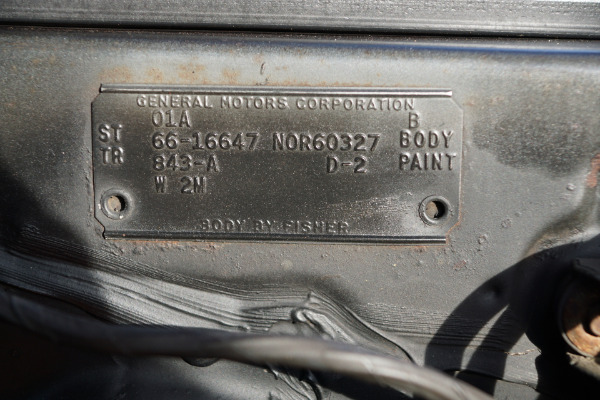 GENERAL MOTORS CORPORATION
01A B
ST 66-16647 NOR60327 BODY
TR 843-A D-2 PAINT
W 2M
BODY BY FISHER